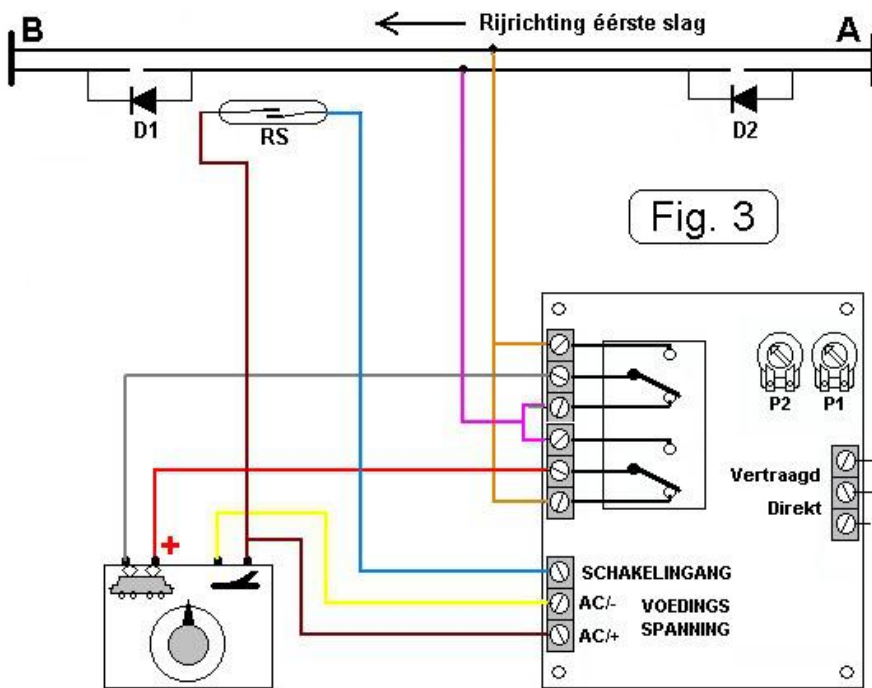 B
Rijrichting éérste slag
A
D1
RS
D2
Fig. 3
P2 P1
Vertraagd
Direkt
+
SCHAKELINGANG
AC/- VOEDINGS
AC/+ SPANNING